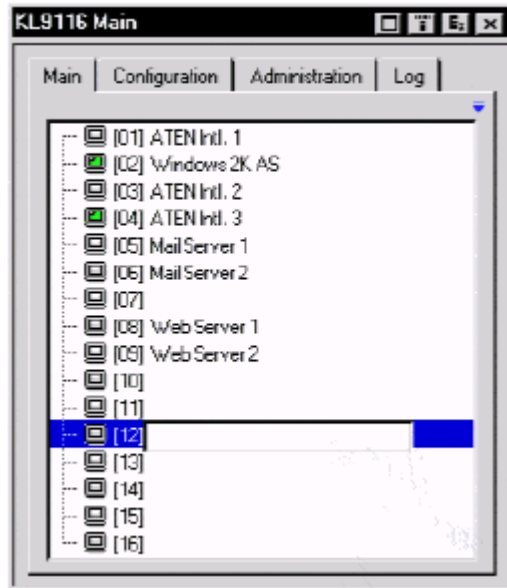 KL9116 Main
Main Configuration Administration Log
[01] ATEN Intl. 1
[02] Windows 2K AS
[03] ATEN Intl. 2
[04] ATEN Intl. 3
[05] Mail Server 1
[06] Mail Server 2
[07]
[08] Web Server 1
[09] Web Server 2
[10]
[11]
[12]
[13]
[14]
[15]
[16]